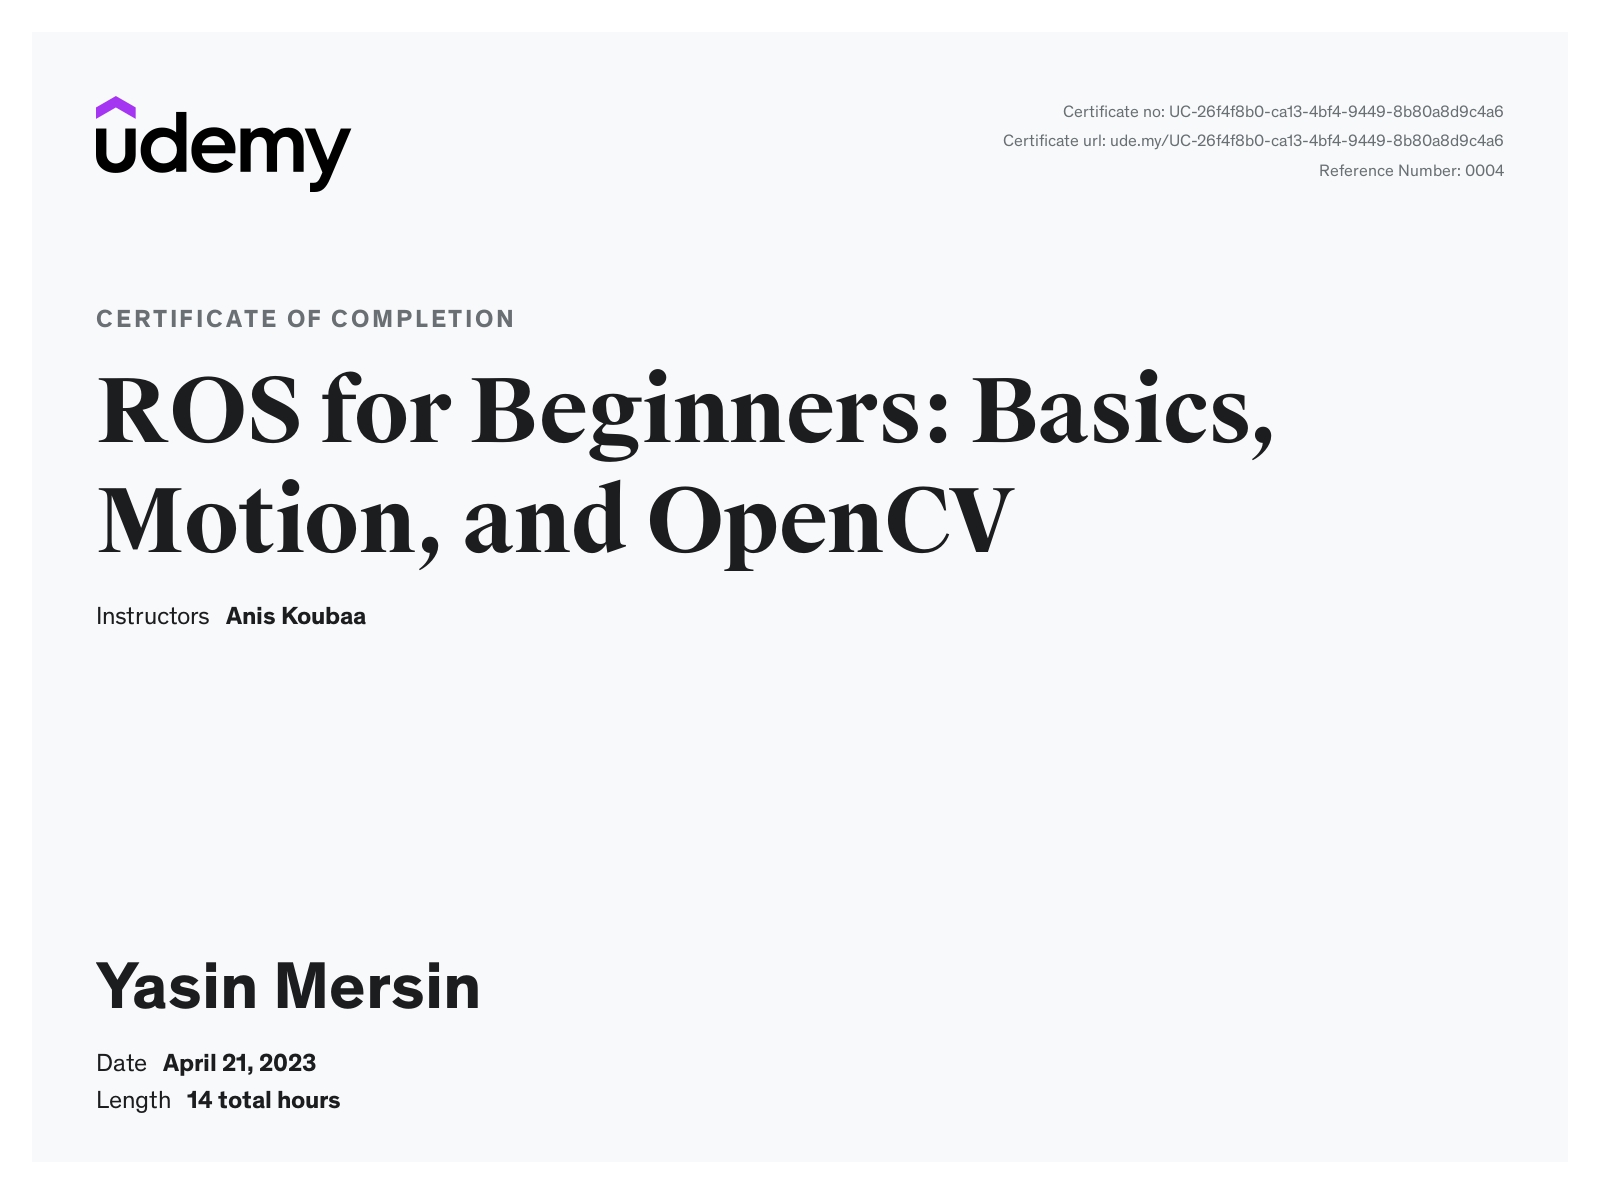 udemy
Certificate no: UC-26f4f8b0-ca13-4bf4-9449-8b80a8d9c4a6
Certificate url: ude.my/UC-26f4f8b0-ca13-4bf4-9449-8b80a8d9c4a6
Reference Number: 0004
CERTIFICATE OF COMPLETION
ROS for Beginners: Basics,
Motion, and OpenCV
Instructors Anis Koubaa
Yasin Mersin
Date April 21, 2023
Length 14 total hours